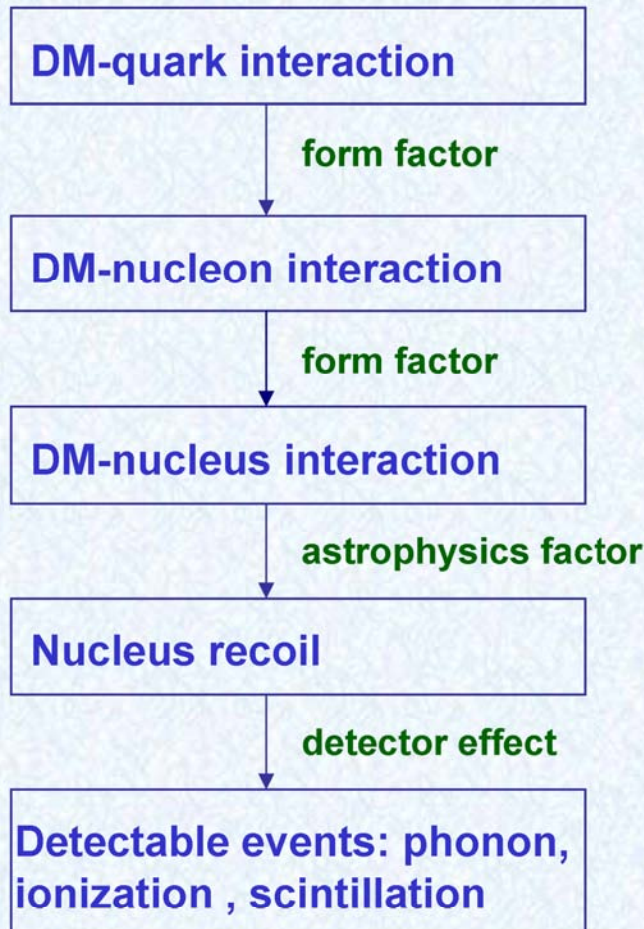 DM-quark interaction
form factor
DM-nucleon interaction
form factor
DM-nucleus interaction
astrophysics factor
Nucleus recoil
detector effect
Detectable events: phonon,
ionization , scintillation